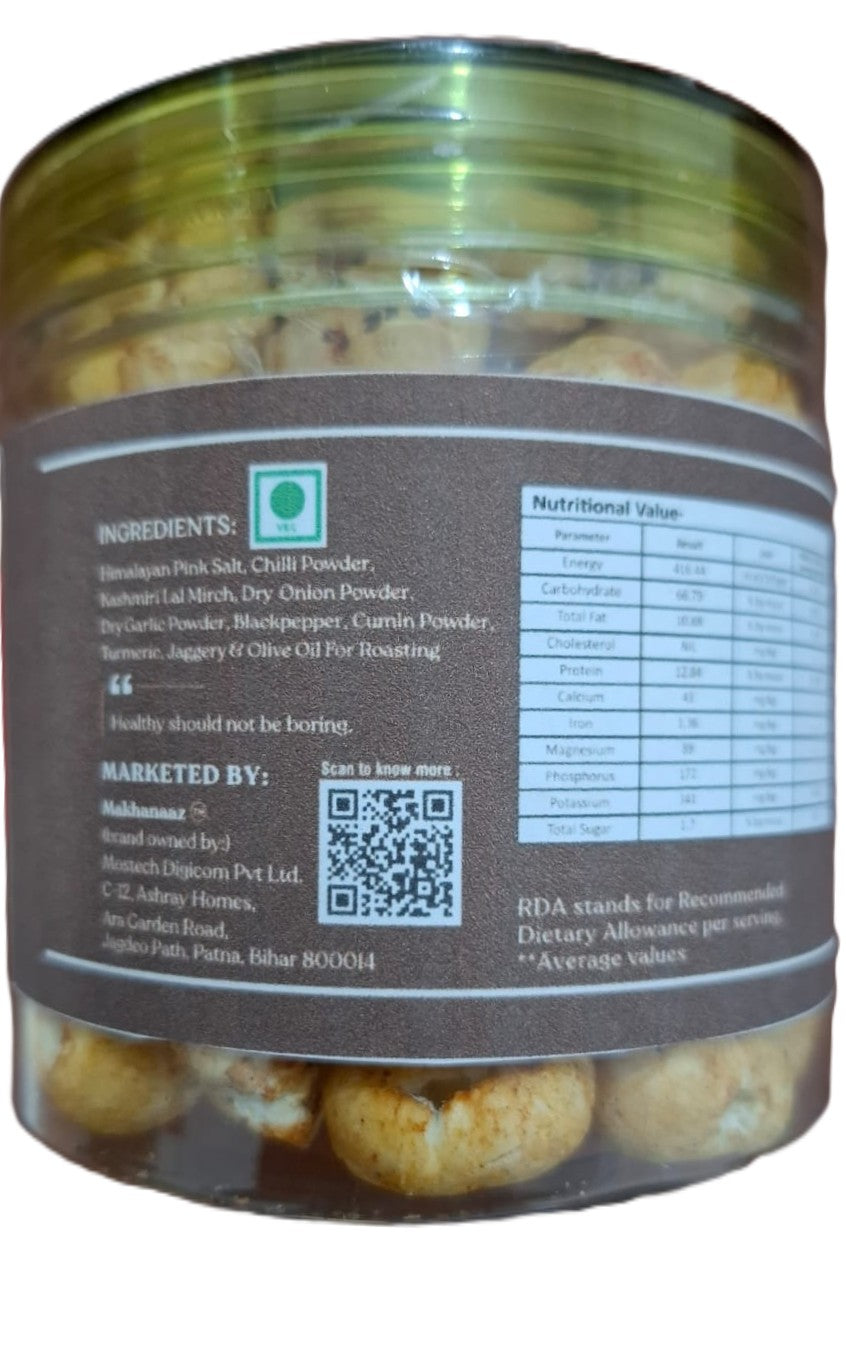 INGREDIENTS:
VEG
Himalayan Pink Salt, Chilli Powder,
Kashmiri Lal Mirch, Dry Onion Powder,
Dry Garlic Powder, Blackpepper, Cumin Powder,
Turmeric, Jaggery & Olive Oil For Roasting
“
Healthy should not be boring.
MARKETED BY:
Makhanaaz
(brand owned by:)
Mostech Digicom Pvt Ltd.
C-12, Ashray Homes,
Ara Garden Road,
Jagdeo Path, Patna, Bihar 800014
Scan to know more :
Nutritional Value-
Parameter Result
Energy 416.44
Carbohydrate 66.79
Total Fat
Cholesterol NIL
Protein 12.84
Calcium 43
Iron 1.36
Magnesium 39
Phosphorus 172
Potassium 341
Total Sugar 1.7
RDA stands for Recommended
Dietary Allowance per serving.
**Average values